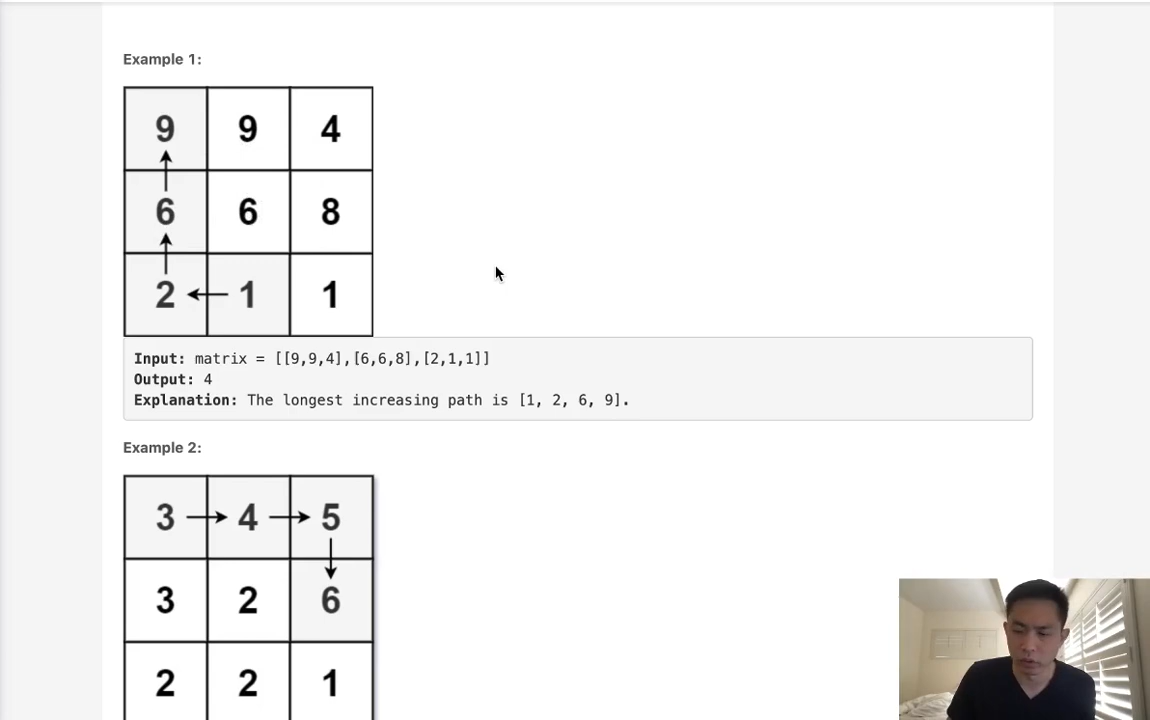 Example 1:
9 9 4
6 6 8
2 1 1
Input: matrix = [[9,9,4],[6,6,8],[2,1,1]]
Output: 4
Explanation: The longest increasing path is [1, 2, 6, 9].
Example 2:
3 4 5
3 2 6
2 2 1